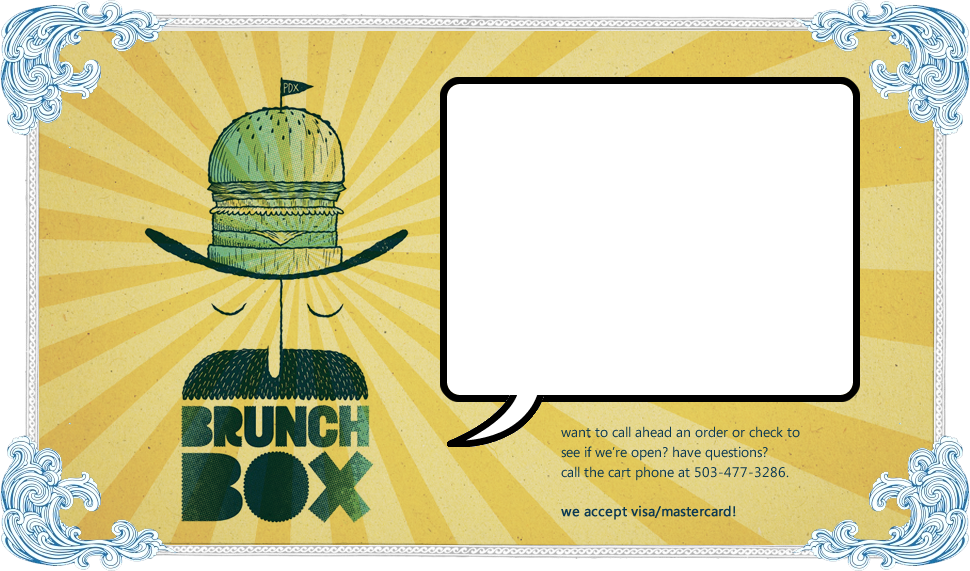 PDX
BRUNCH
BOX
want to call ahead an order or check to
see if we're open? have questions?
call the cart phone at 503-477-3286.
we accept visa/mastercard!